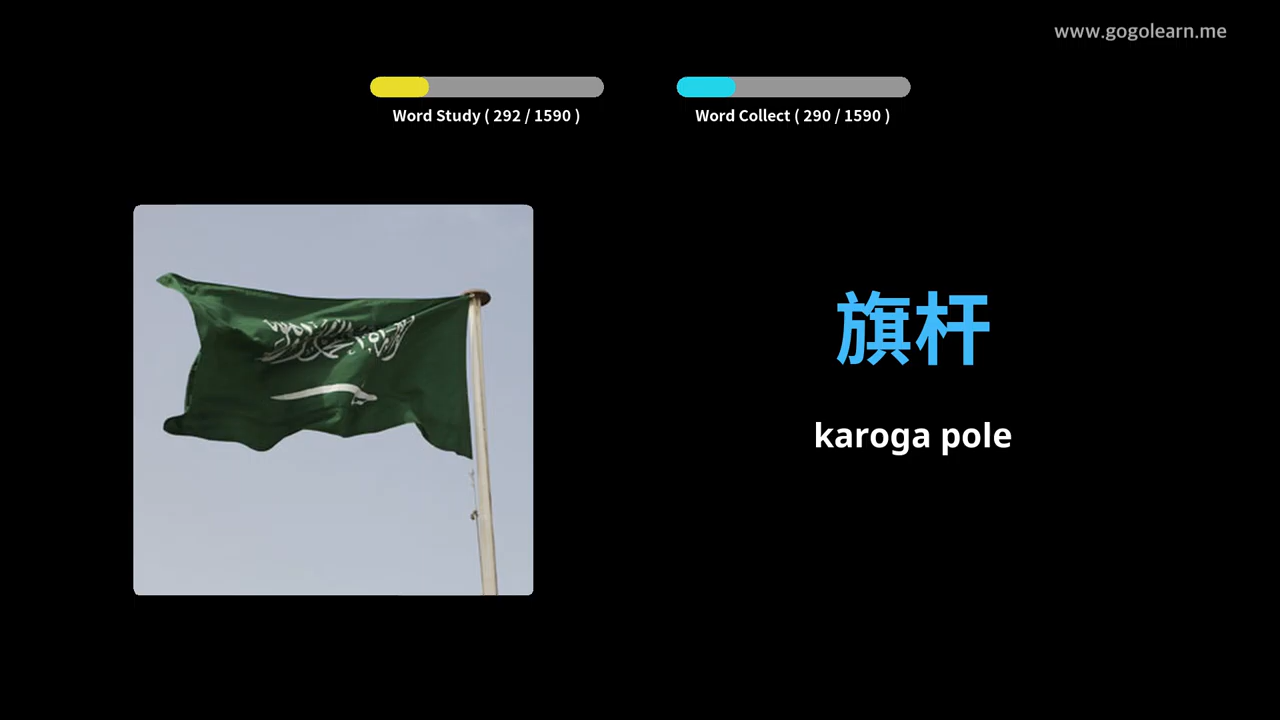 www.gogolearn.me
Word Study ( 292 / 1590 )
Word Collect ( 290 / 1590 )
旗杆
karoga pole